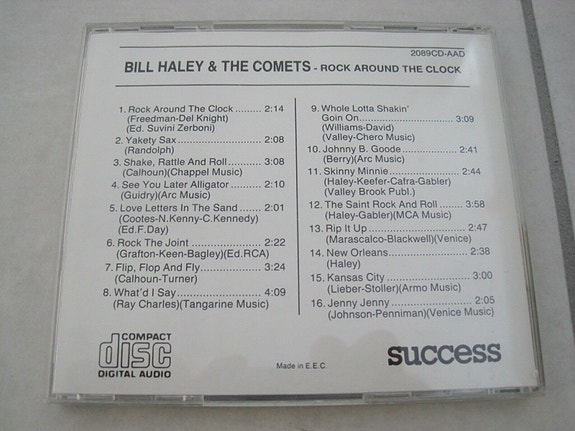 2089CD-AAD
BILL HALEY & THE COMETS - ROCK AROUND THE CLOCK
1. Rock Around The Clock ......... 2:14
(Freedman-Del Knight)
(Ed. Suvini Zerboni)
2. Yakety Sax ......................... 2:08
(Randolph)
3. Shake, Rattle And Roll ......... 3:08
(Calhoun)(Chappel Music)
4. See You Later Alligator ........ 2:10
(Guidry)(Arc Music)
5. Love Letters In The Sand ...... 2:01
(Cootes-N.Kenny-C.Kennedy)
(Ed.F.Day)
6. Rock The Joint .................... 2:22
(Grafton-Keen-Bagley)(Ed.RCA)
7. Flip, Flop And Fly................. 3:24
(Calhoun-Turner)
8. What'd I Say....................... 4:09
(Ray Charles)(Tangarine Music)
9. Whole Lotta Shakin'
Goin On............................ 3:09
(Williams-David)
(Valley-Chero Music)
10. Johnny B. Goode ................ 2:41
(Berry)(Arc Music)
11. Skinny Minnie .................... 2:44
(Haley-Keefer-Cafra-Gabler)
(Valley Brook Publ.)
12. The Saint Rock And Roll ....... 3:58
(Haley-Gabler)(MCA Music)
13. Rip It Up .......................... 2:47
(Marascalco-Blackwell)(Venice)
14. New Orleans ..................... 2:38
(Haley)
15. Kansas City ...................... 3:00
(Lieber-Stoller)(Armo Music)
16. Jenny Jenny ...................... 2:05
(Johnson-Penniman)(Venice Music)
COMPACT
disc
DIGITAL AUDIO
Made in E.E.C.
success